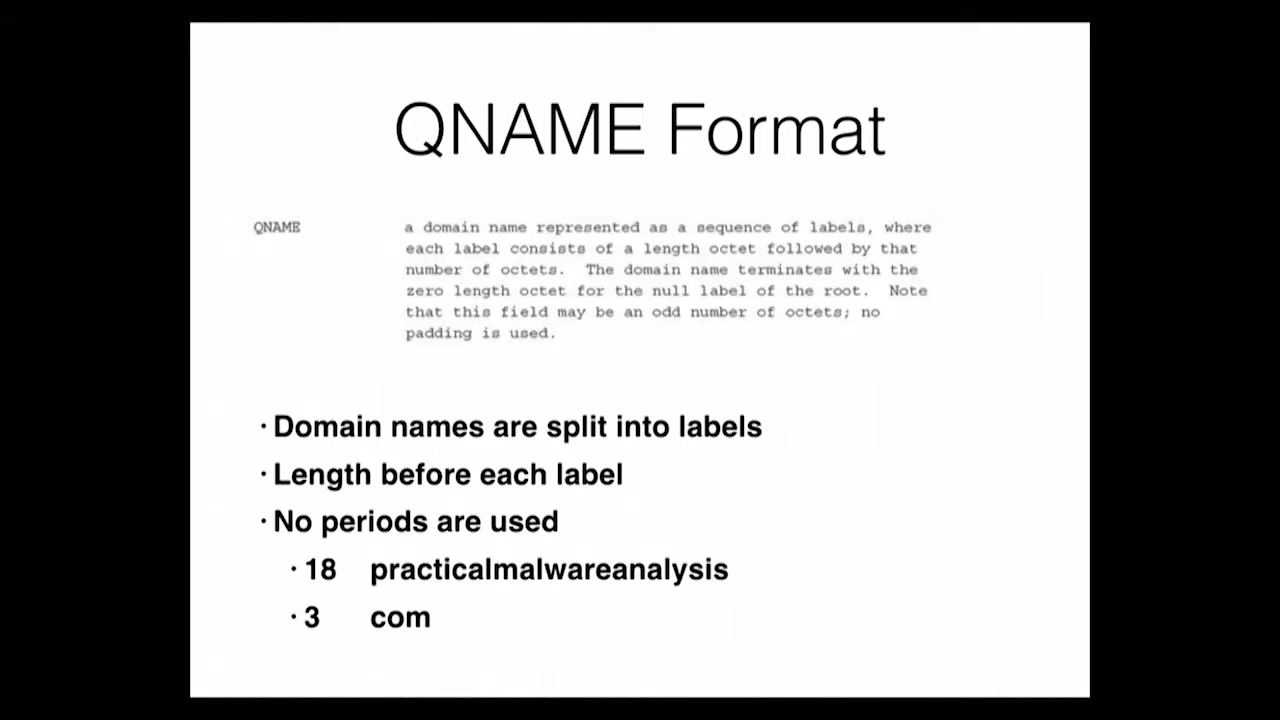 QNAME Format
QNAME a domain name represented as a sequence of labels, where
each label consists of a length octet followed by that
number of octets. The domain name terminates with the
zero length octet for the null label of the root. Note
that this field may be an odd number of octets; no
padding is used.
· Domain names are split into labels
· Length before each label
· No periods are used
· 18 practicalmalwareanalysis
· 3 com